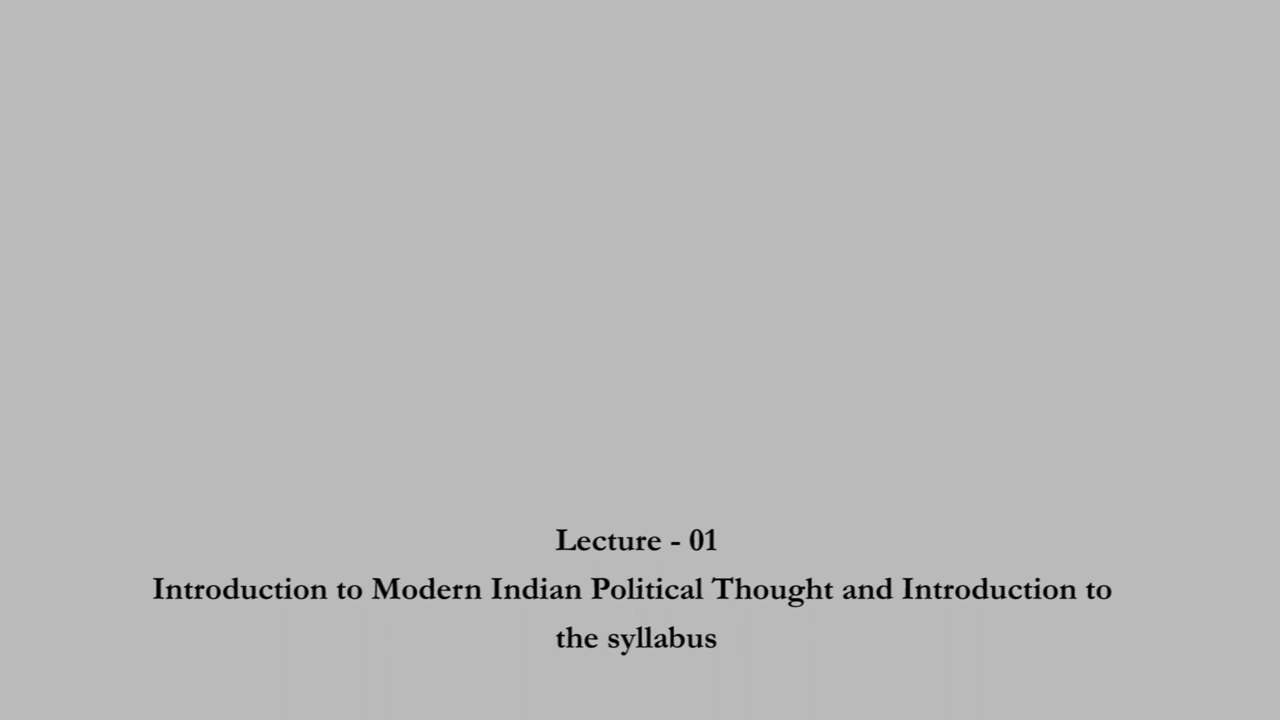 Lecture - 01
Introduction to Modern Indian Political Thought and Introduction to
the syllabus